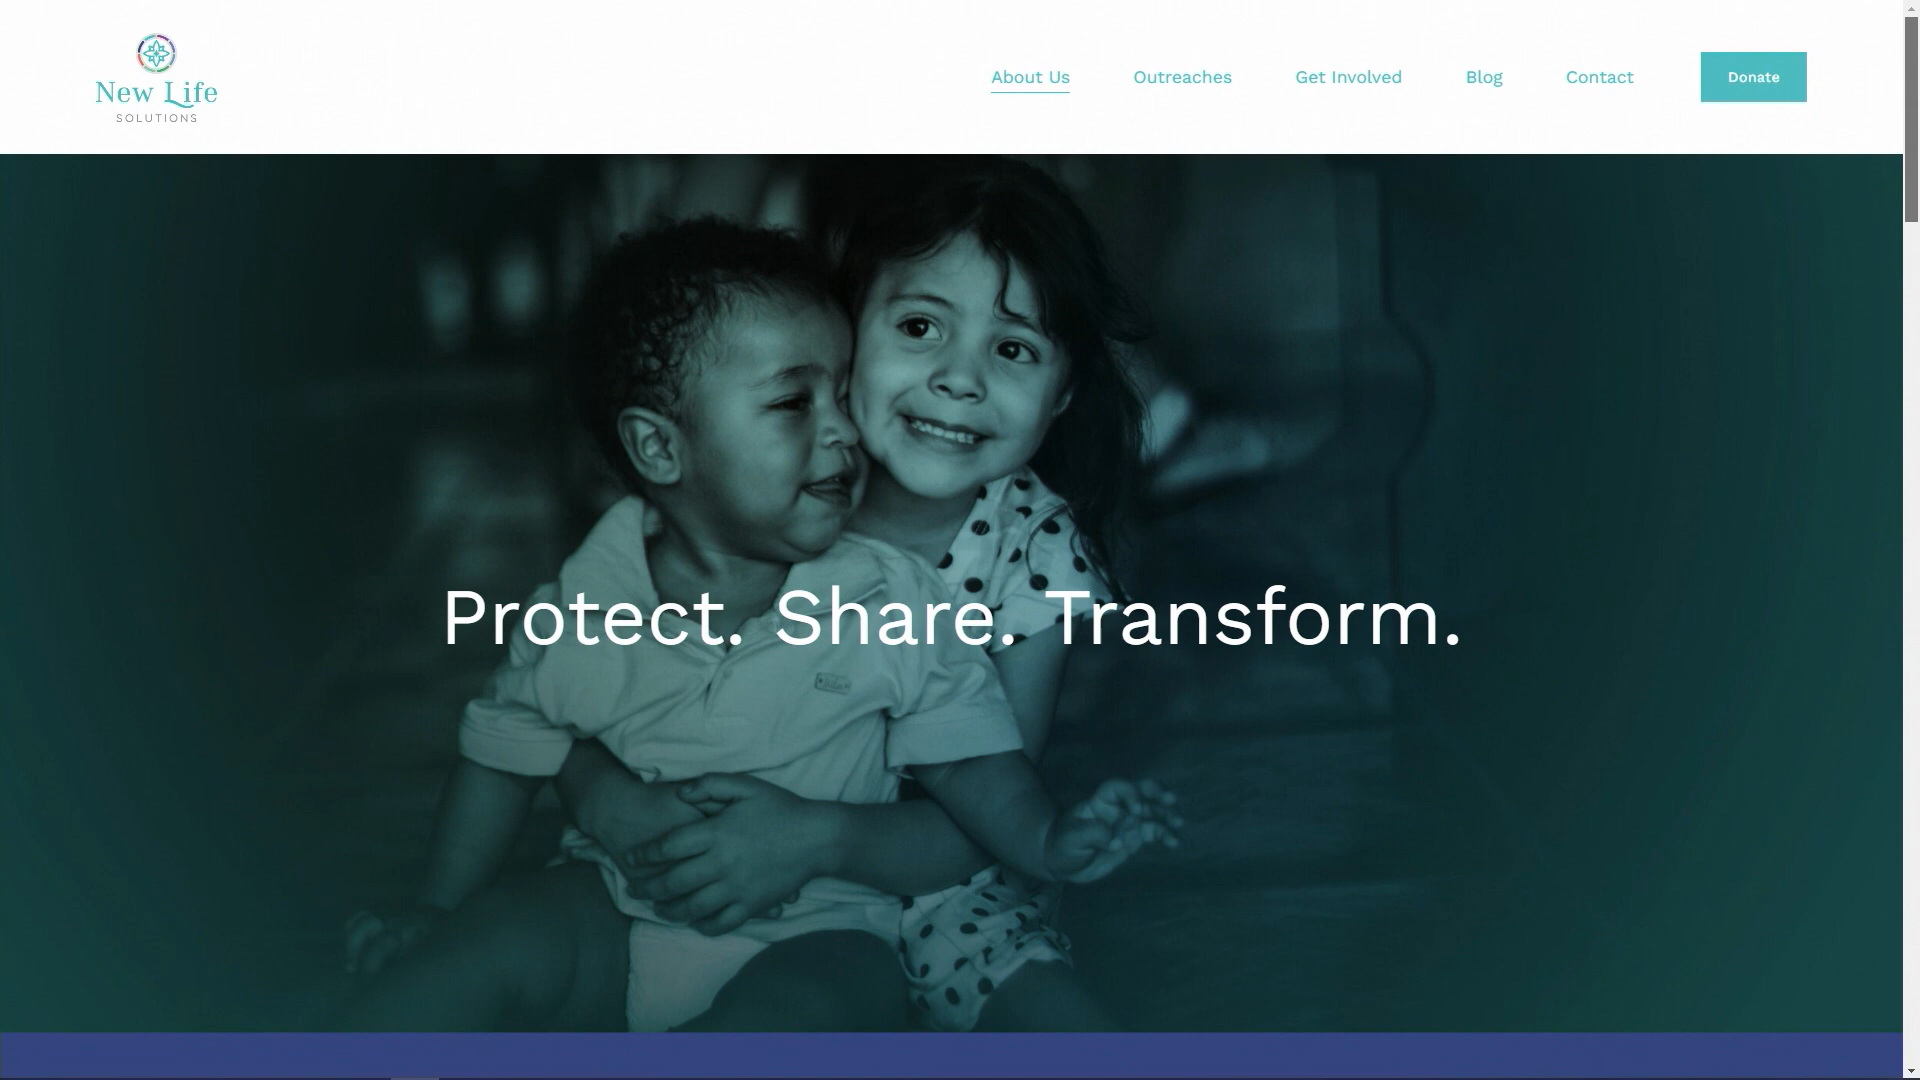 New Life
SOLUTIONS
About Us
Outreaches
Get Involved
Blog
Contact
Donate
Protect. Share. Transform.